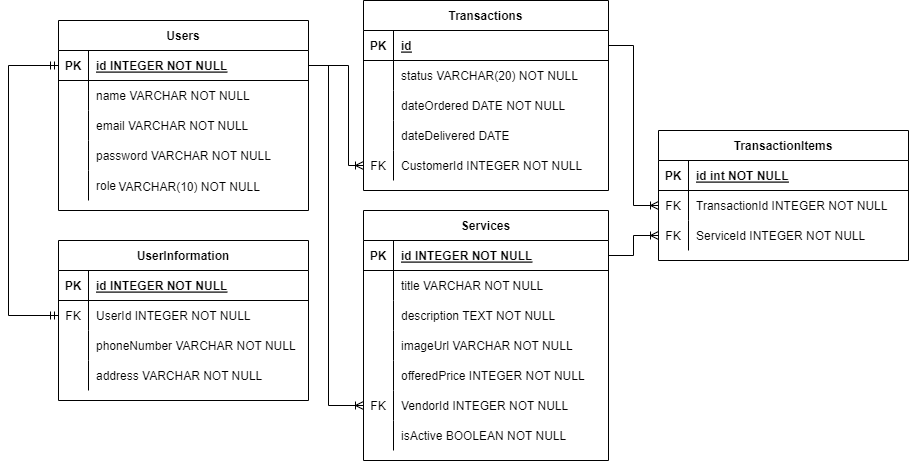 Users
PK id INTEGER NOT NULL
name VARCHAR NOT NULL
email VARCHAR NOT NULL
password VARCHAR NOT NULL
role VARCHAR(10) NOT NULL
UserInformation
PK id INTEGER NOT NULL
FK UserId INTEGER NOT NULL
phoneNumber VARCHAR NOT NULL
address VARCHAR NOT NULL
Transactions
PK id
status VARCHAR(20) NOT NULL
dateOrdered DATE NOT NULL
dateDelivered DATE
FK CustomerId INTEGER NOT NULL
Services
PK id INTEGER NOT NULL
title VARCHAR NOT NULL
description TEXT NOT NULL
imageUrl VARCHAR NOT NULL
offeredPrice INTEGER NOT NULL
FK VendorId INTEGER NOT NULL
isActive BOOLEAN NOT NULL
TransactionItems
PK id int NOT NULL
FK TransactionId INTEGER NOT NULL
FK ServiceId INTEGER NOT NULL